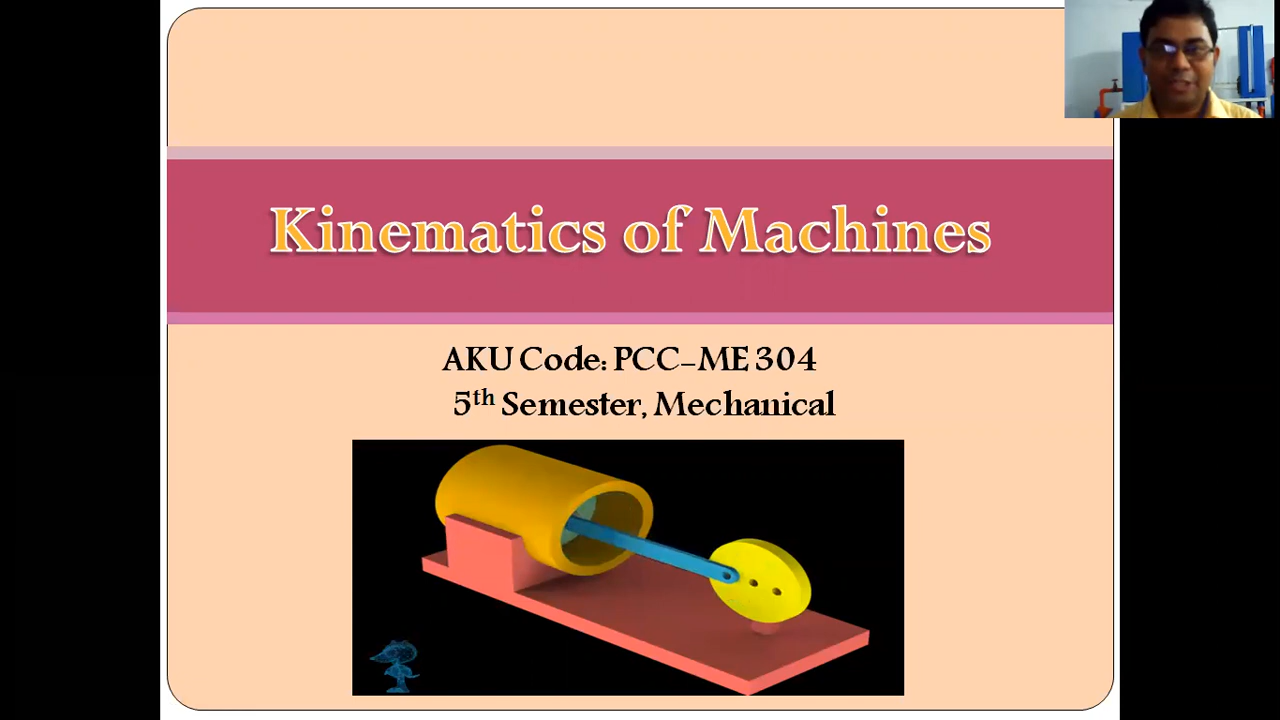 Kinematics of Machines
AKU Code: PCC-ME 304
5th Semester, Mechanical